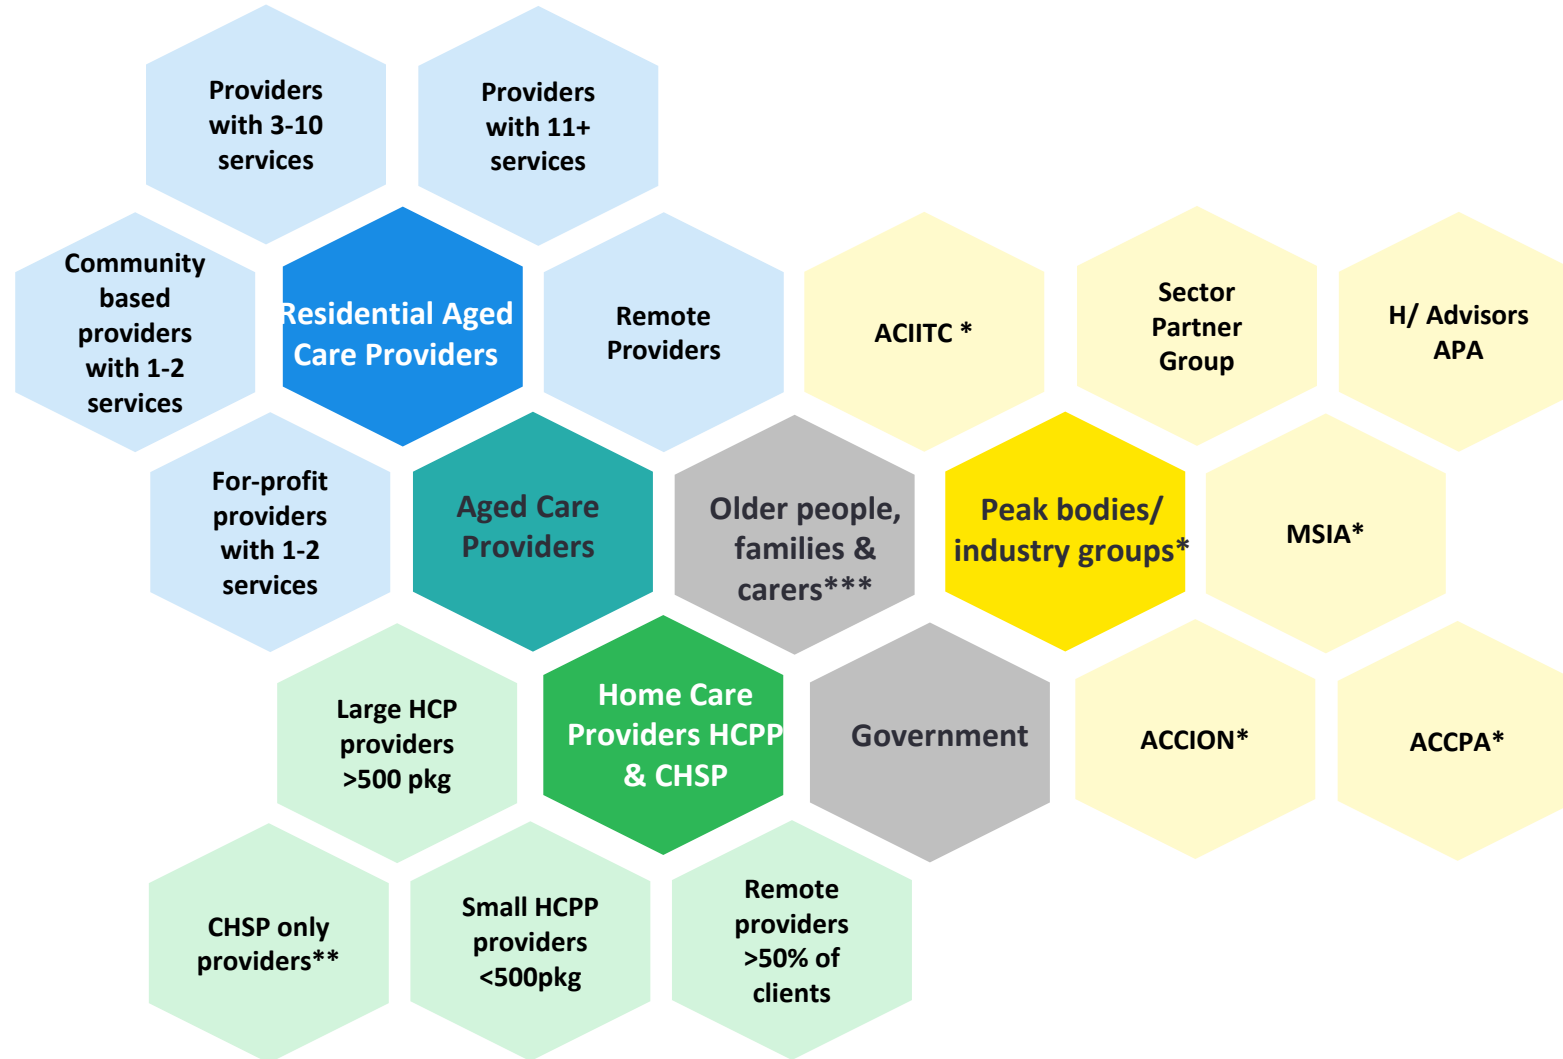 Providers
with 3-10
services
Providers
with 11+
services
Community
based
providers
with 1-2
services
Residential Aged
Care Providers
Remote
Providers
ACIITC *
Sector
Partner
Group
H/ Advisors
APA
For-profit
providers
with 1-2
services
Aged Care
Providers
Older people,
families &
carers***
Peak bodies/
industry groups*
MSIA*
Large HCP
providers
>500 pkg
Home Care
Providers HCPP
& CHSP
Government
ACCION*
ACCPA*
CHSP only
providers**
Small HCPP
providers
<500pkg
Remote
providers
>50% of
clients